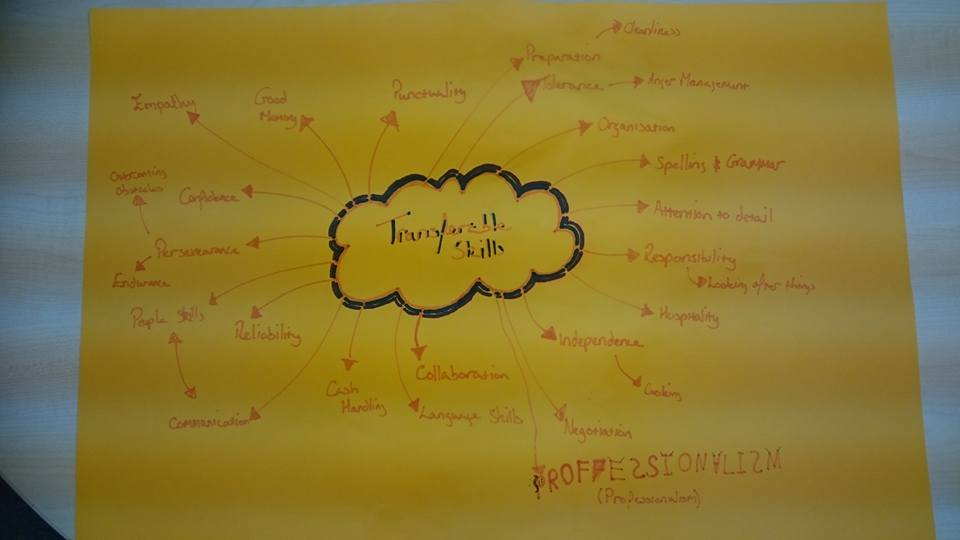 Cleanliness
Preparation
Tolerance
Anger Management
Punctuality
Good
Memory
Empathy
Organisation
Spelling & Grammar
Overcoming
Obstacles
Confidence
Attention to detail
Transferable
Skills
Perseverance
Endurance
Responsibility
Looking after things
People Skills
Reliability
Hospitality
Independence
Cooking
Collaboration
Cash
Handling
Language Skills
Communication
Negotiation
PROFFESSIONALISM
(Professionalism)